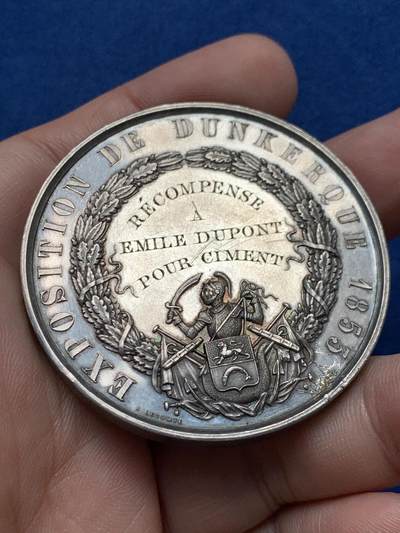 EXPOSITION DE DUNKERQUE 1853
RÉCOMPENSE
À
EMILE DUPONT
POUR CIMENT